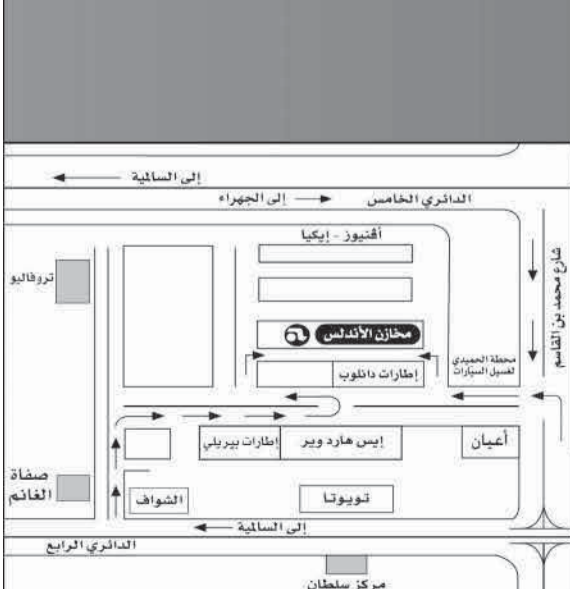 إلى السالمية
الدائري الخامس
إلى الجهراء
أفنيوز - إيكيا
شارع محمد بن القاسم
تروفاليو
مخازن الأندلس
محطة الحميدي
لغسيل السيارات
إطارات دانلوب
أعيان
إيس هارد وير
إطارات بيريلي
صفاة
الغانم
الشواف
تويوتا
إلى السالمية
الدائري الرابع
مركز سلطان